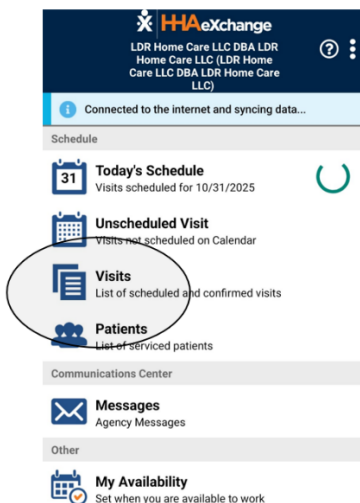 HHAeXchange
LDR Home Care LLC DBA LDR
Home Care LLC (LDR Home
Care LLC DBA LDR Home Care
LLC)
Connected to the internet and syncing data...
Schedule
31
Today's Schedule
Visits scheduled for 10/31/2025
Unscheduled Visit
Visits not scheduled on Calendar
Visits
List of scheduled and confirmed visits
Patients
List of serviced patients
Communications Center
Messages
Agency Messages
Other
My Availability
Set when you are available to work